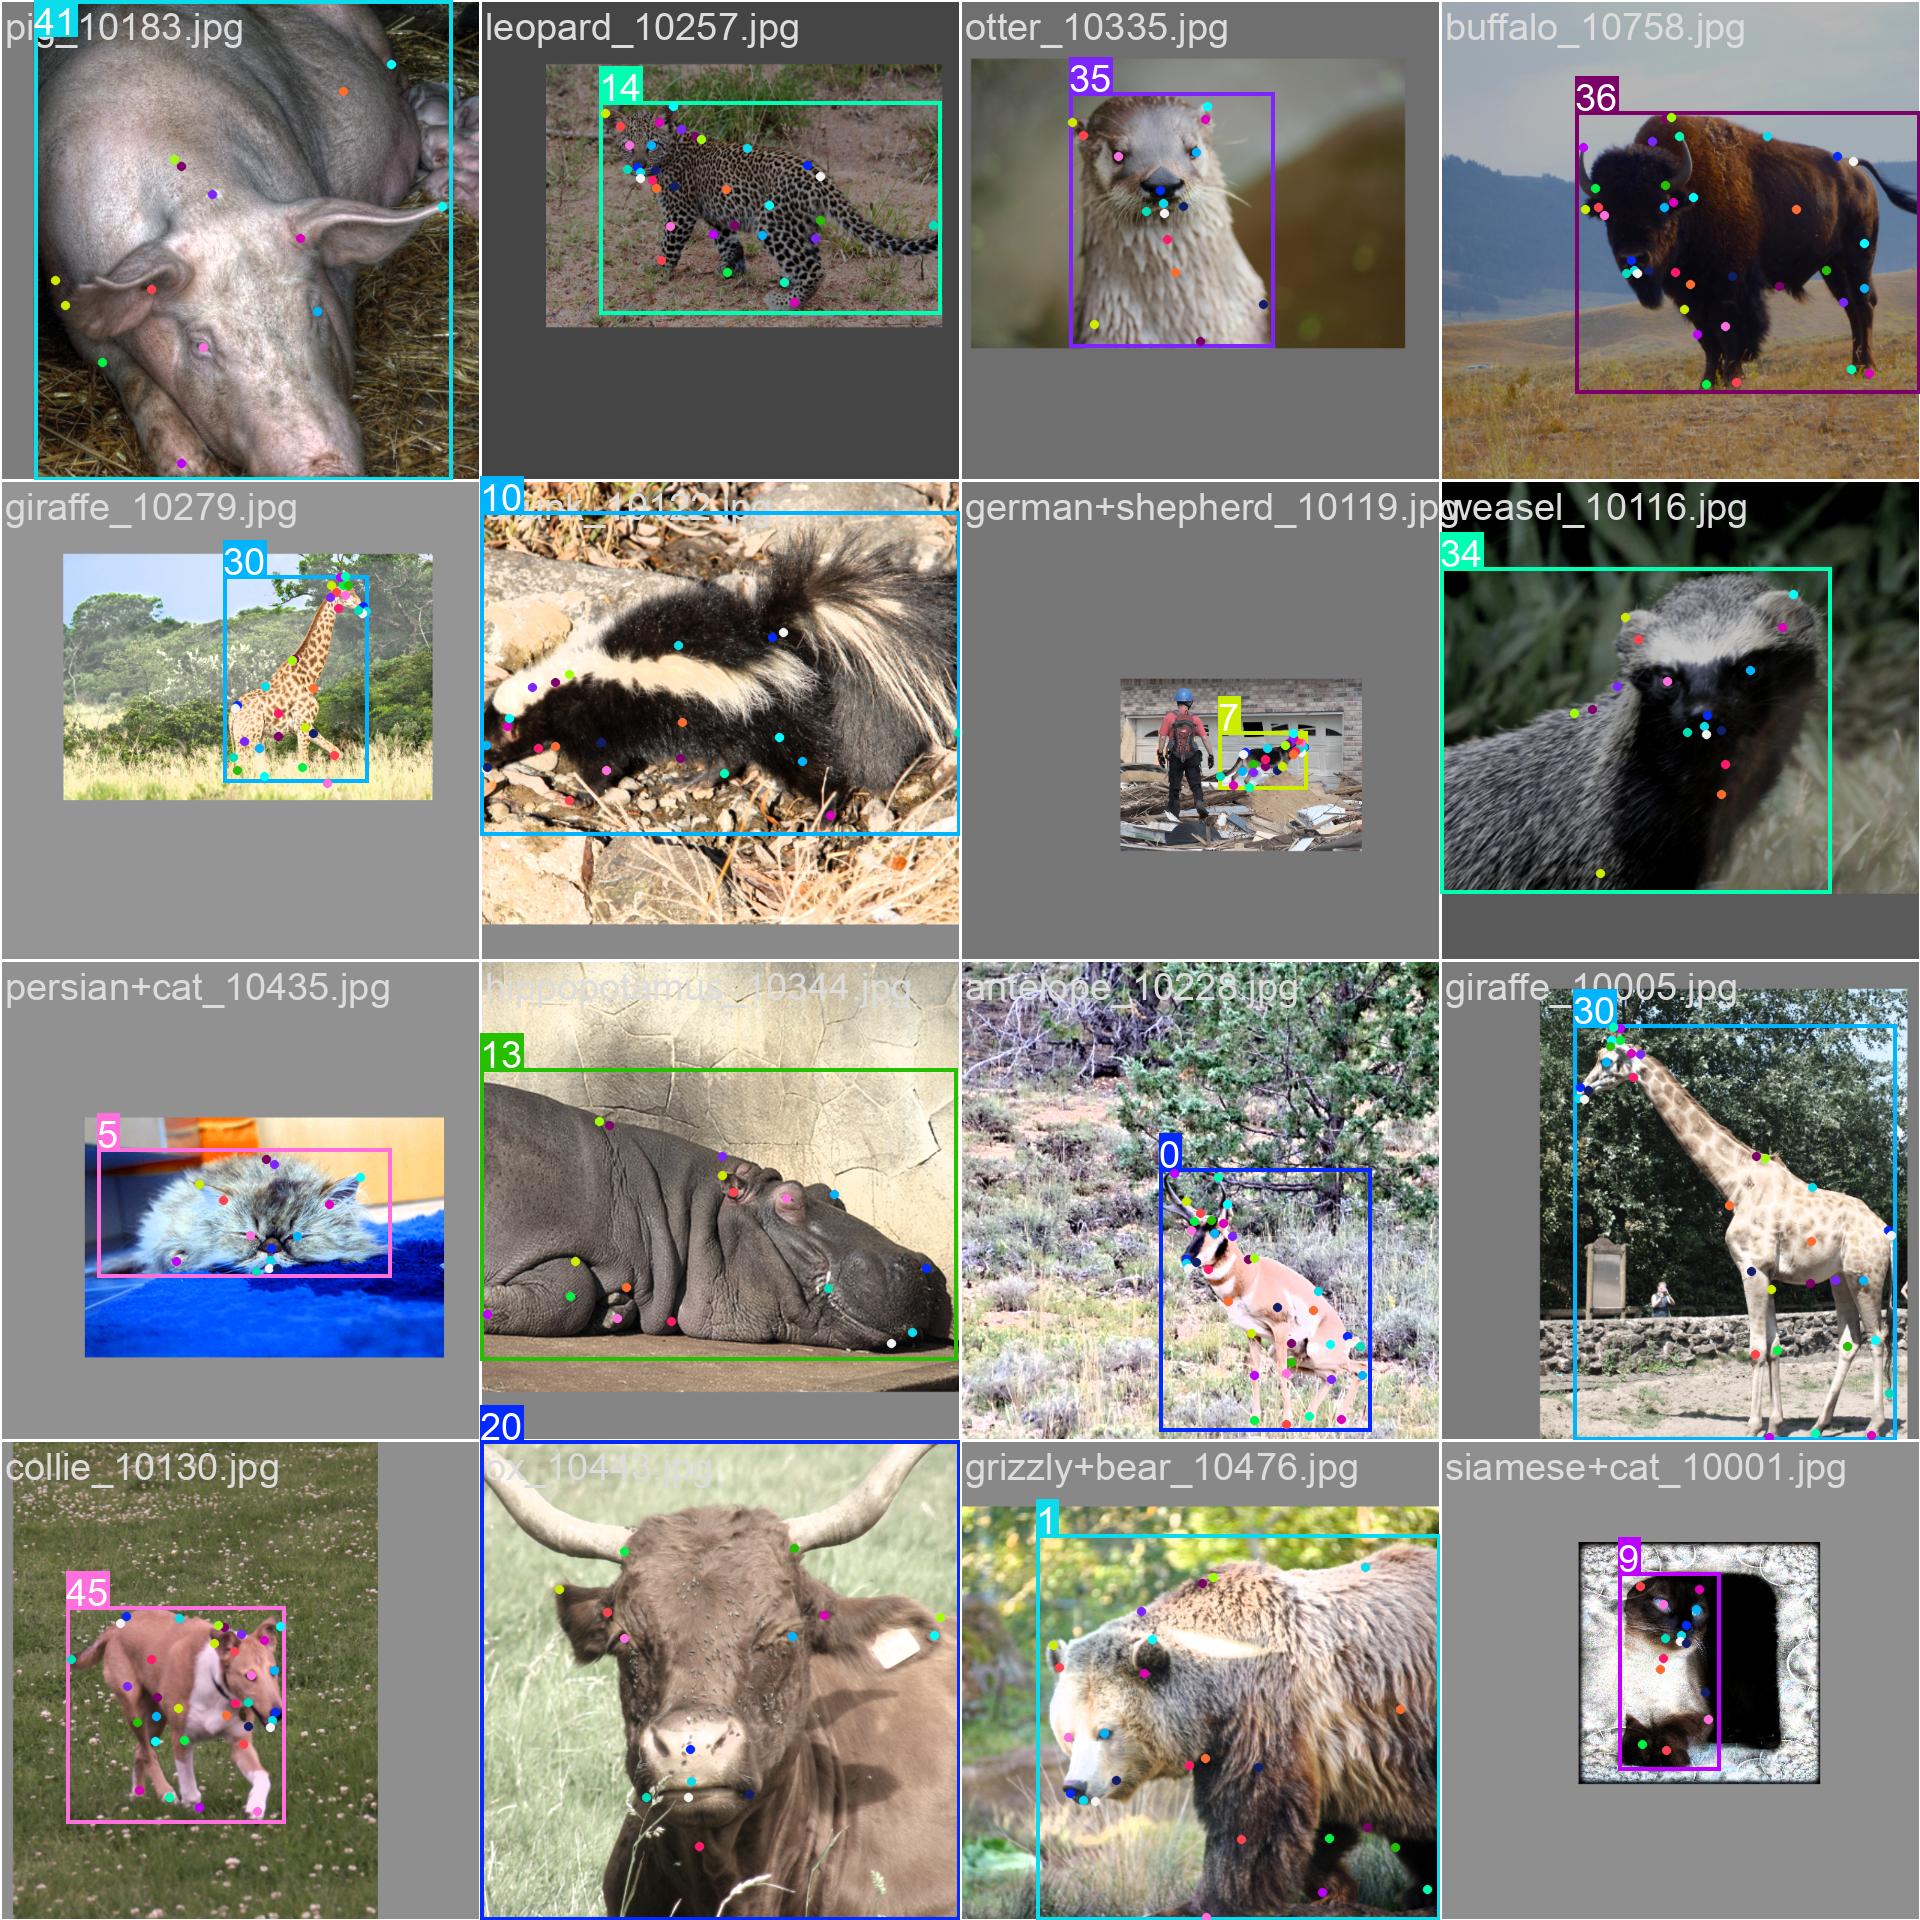 pig_10183.jpg
41
leopard_10257.jpg
14
otter_10335.jpg
35
buffalo_10758.jpg
36
giraffe_10279.jpg
30
10
german+shepherd_10119.jpg
7
weasel_10116.jpg
34
persian+cat_10435.jpg
5
hippopotamus_10344.jpg
13
antelope_10228.jpg
0
giraffe_10005.jpg
30
collie_10130.jpg
45
20
ox_10443.jpg
grizzly+bear_10476.jpg
1
siamese+cat_10001.jpg
9